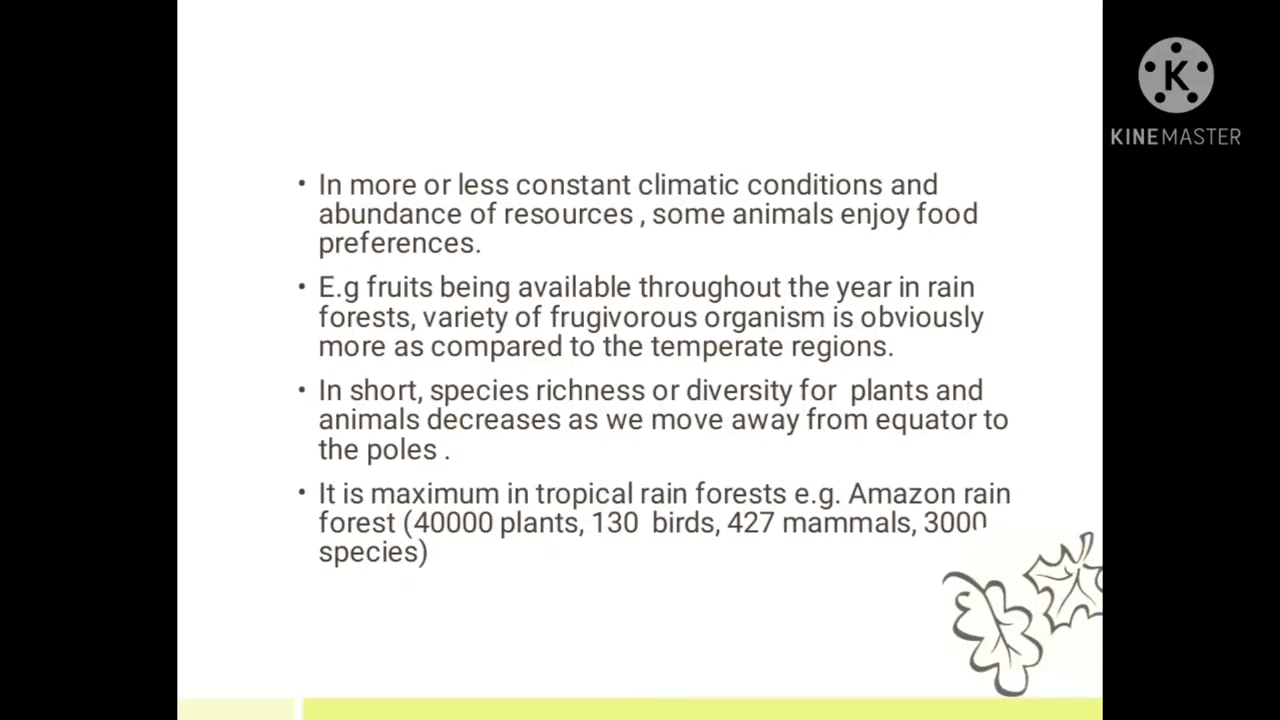 • In more or less constant climatic conditions and
abundance of resources , some animals enjoy food
preferences.
• E.g fruits being available throughout the year in rain
forests, variety of frugivorous organism is obviously
more as compared to the temperate regions.
• In short, species richness or diversity for  plants and
animals decreases as we move away from equator to
the poles .
• It is maximum in tropical rain forests e.g. Amazon rain
forest (40000 plants, 130  birds, 427 mammals, 3000
species)
K
KINEMASTER